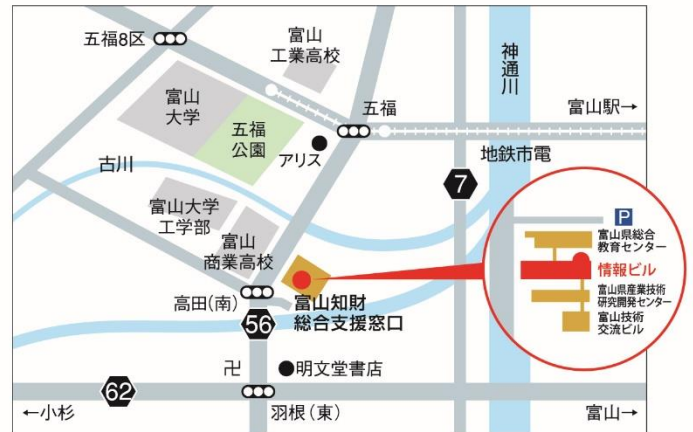 五福8区
富山
工業高校
神
通
川
富山
大学
五福
富山駅→
五福
公園
アリス
古川
地鉄市電
7
P
富山大学
工学部
富山県総合
教育センター
富山
商業高校
情報ビル
富山県産業技術
研究開発センター
高田(南)
富山知財
総合支援窓口
富山技術
交流ビル
56
卍
●明文堂書店
62
←小杉
羽根(東)
富山→